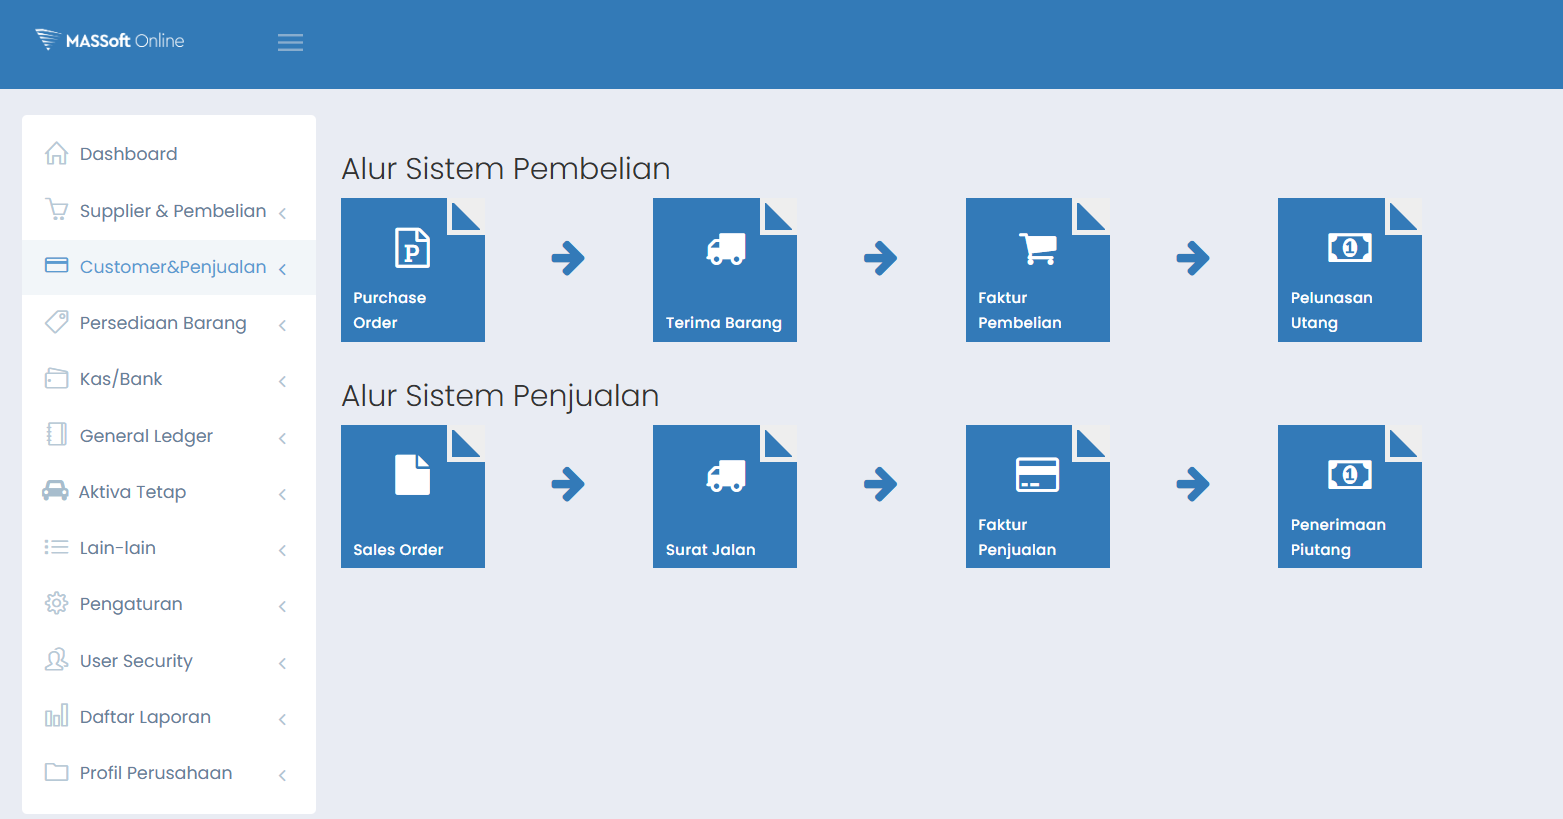 MASSoft Online
Dashboard
Supplier & Pembelian
Customer&Penjualan
Persediaan Barang
Kas/Bank
General Ledger
Aktiva Tetap
Lain-lain
Pengaturan
User Security
Daftar Laporan
Profil Perusahaan
Alur Sistem Pembelian
P
Purchase
Order
Terima Barang
Faktur
Pembelian
1
Pelunasan
Utang
Alur Sistem Penjualan
Sales Order
Surat Jalan
Faktur
Penjualan
1
Penerimaan
Piutang